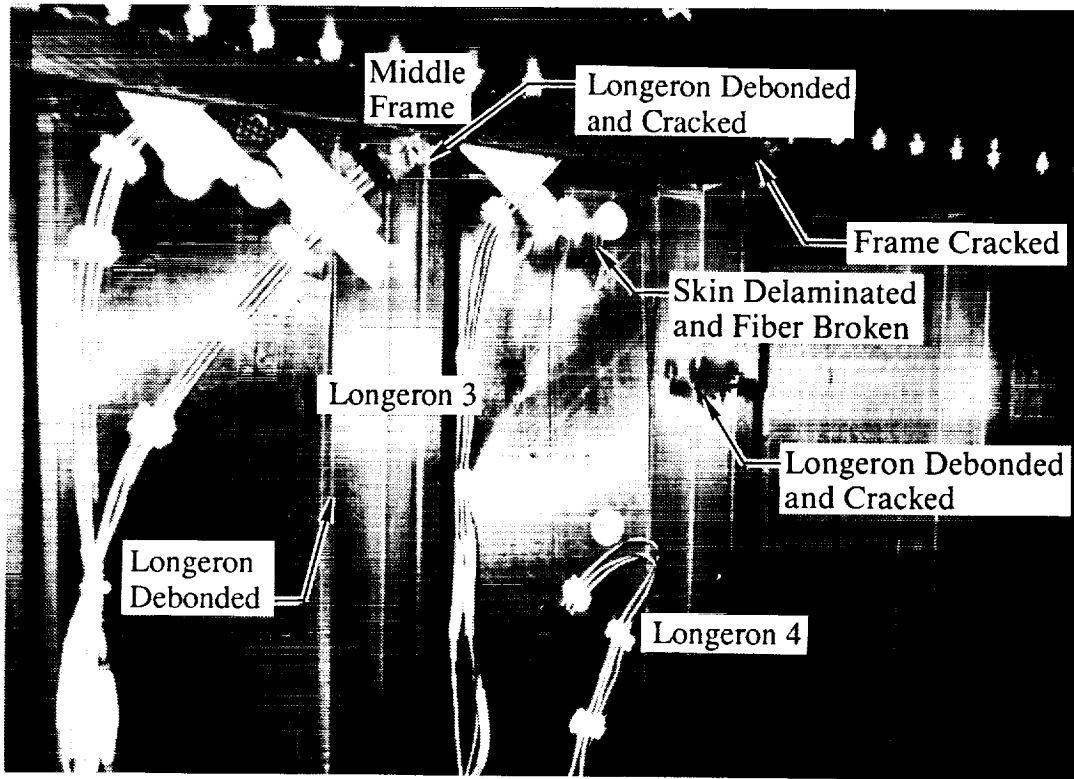 Middle
Frame
Longeron Debonded
and Cracked
Frame Cracked
Skin Delaminated
and Fiber Broken
Longeron 3
Longeron Debonded
and Cracked
Longeron
Debonded
Longeron 4